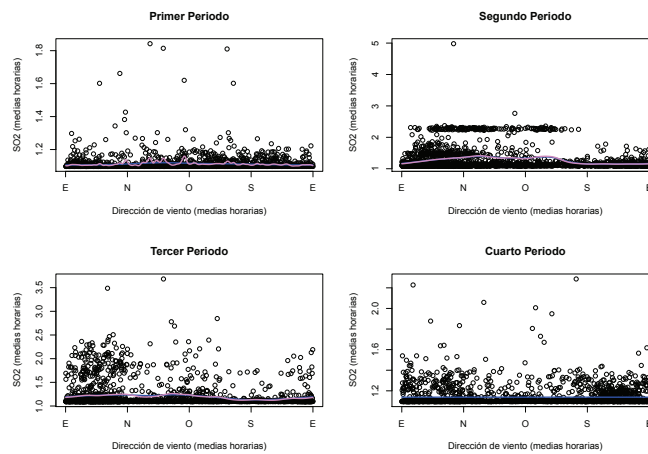 Primer Periodo
SO2 (medias horarias)
1.2 1.4 1.6 1.8
E N O S E
Dirección de viento (medias horarias)
Segundo Periodo
SO2 (medias horarias)
1 2 3 4 5
E N O S E
Dirección de viento (medias horarias)
Tercer Periodo
SO2 (medias horarias)
1.0 1.5 2.0 2.5 3.5
E N O S E
Dirección de viento (medias horarias)
Cuarto Periodo
SO2 (medias horarias)
1.2 1.6 2.0
E N O S E
Dirección de viento (medias horarias)